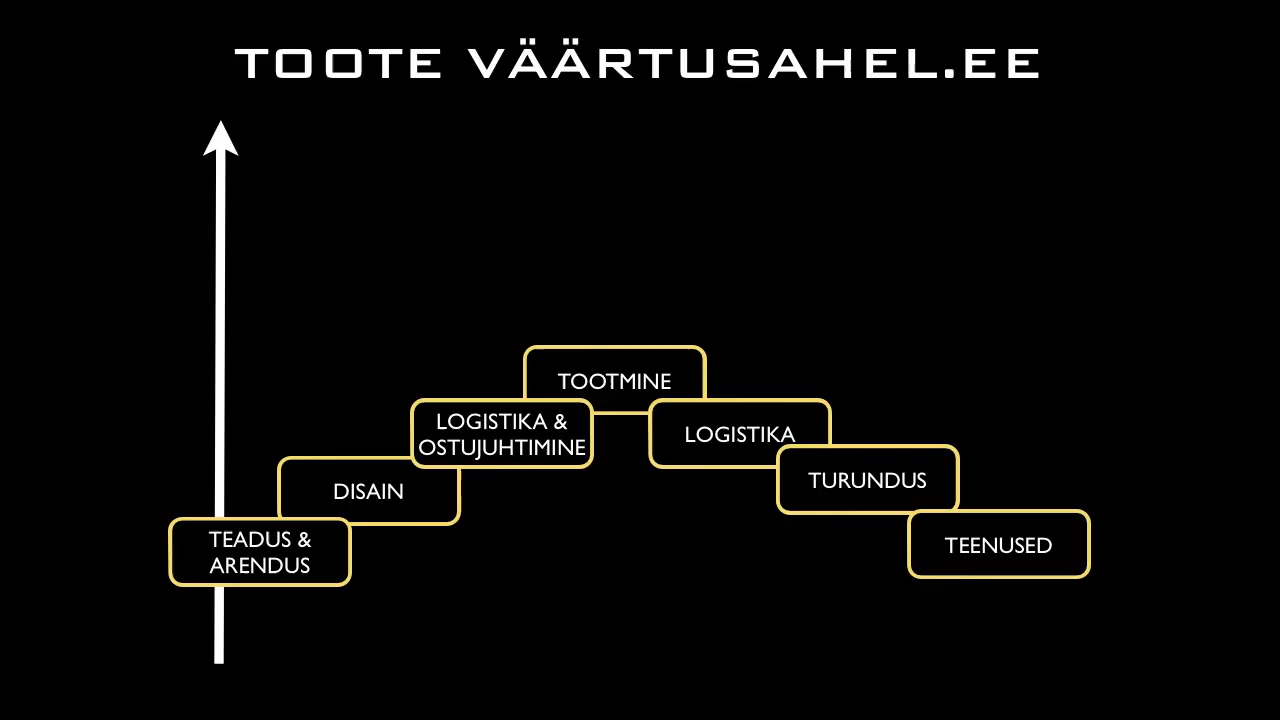 TOOTE VÄÄRTUSAHEL.EE
TOOTMINE
LOGISTIKA &
OSTUJUHTIMINE
LOGISTIKA
TURUNDUS
DISAIN
TEADUS &
ARENDUS
TEENUSED